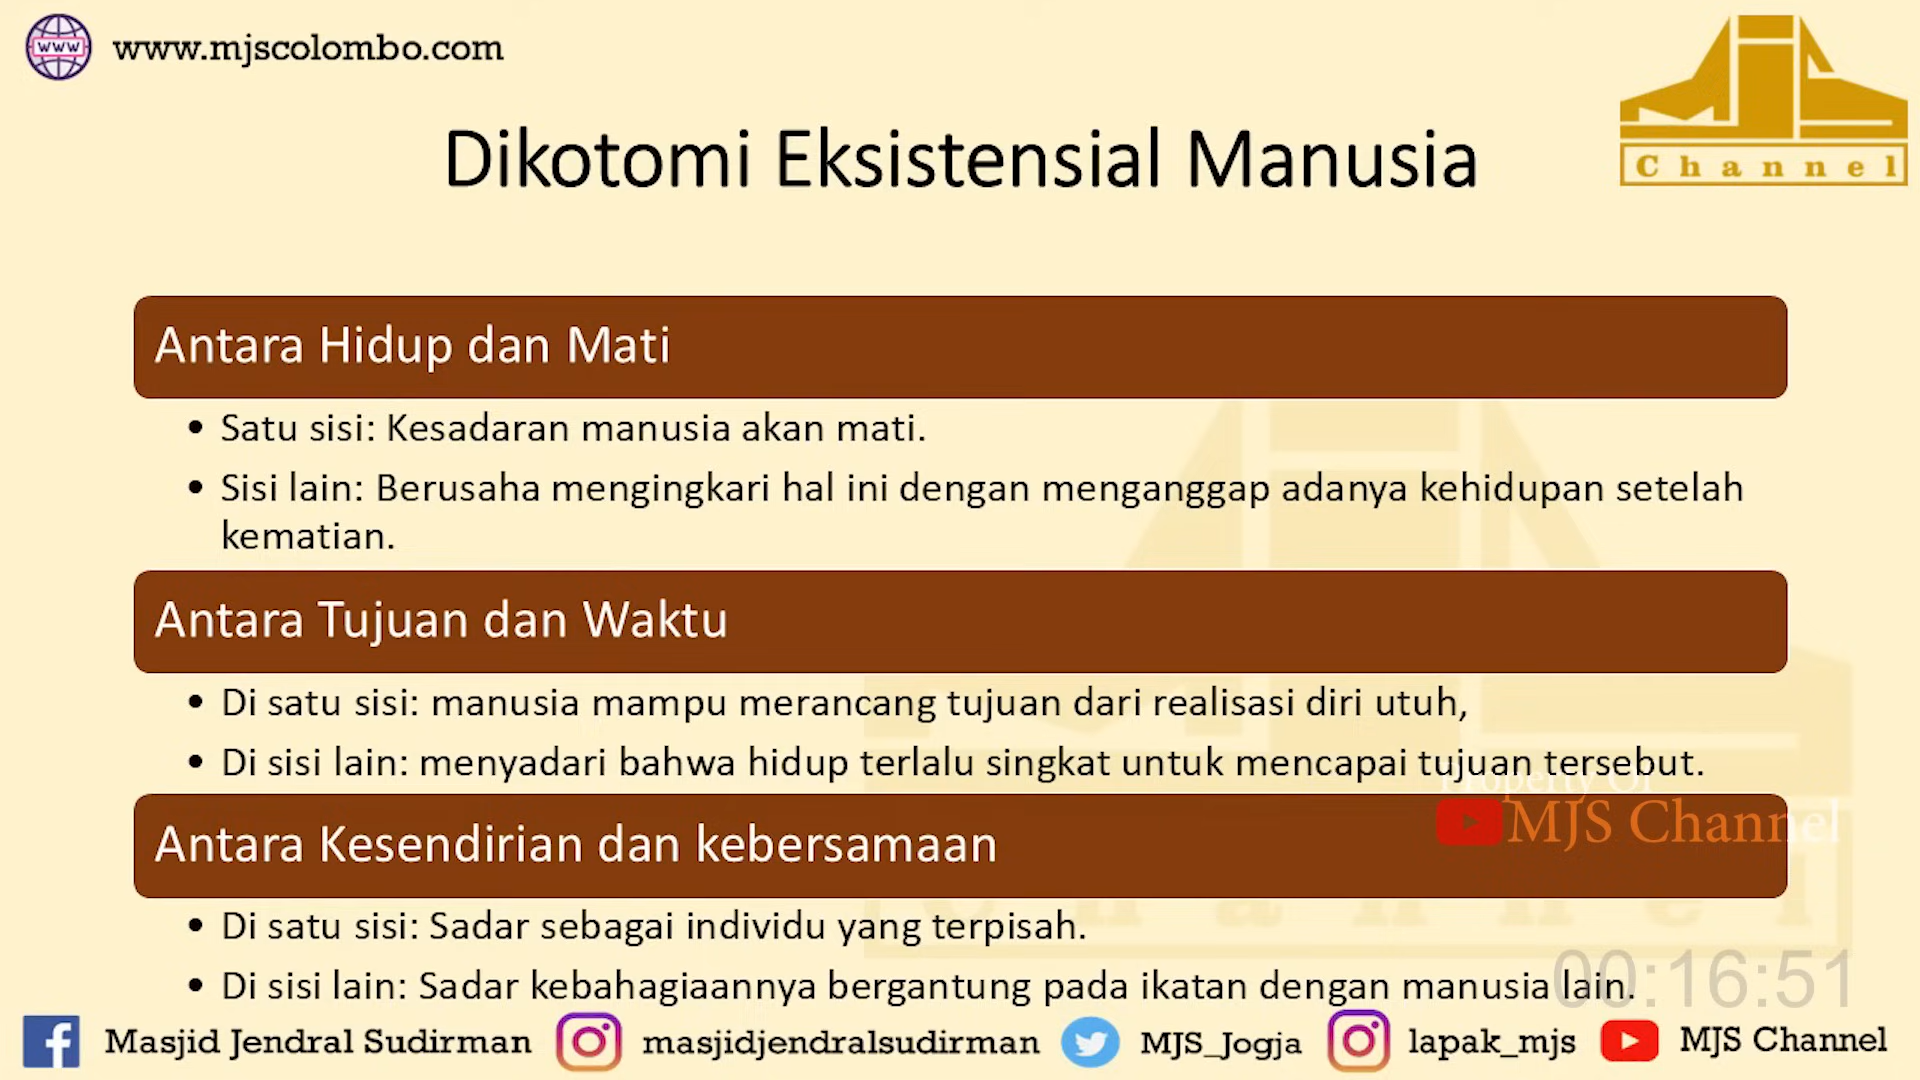 www
www.mjscolombo.com
Channel
Dikotomi Eksistensial Manusia
Antara Hidup dan Mati
• Satu sisi: Kesadaran manusia akan mati.
• Sisi lain: Berusaha mengingkari hal ini dengan menganggap adanya kehidupan setelah
kematian.
Antara Tujuan dan Waktu
• Di satu sisi: manusia mampu merancang tujuan dari realisasi diri utuh,
• Di sisi lain: menyadari bahwa hidup terlalu singkat untuk mencapai tujuan tersebut.
Property Of
MJS Channel
Antara Kesendirian dan kebersamaan
• Di satu sisi: Sadar sebagai individu yang terpisah.
• Di sisi lain: Sadar kebahagiaannya bergantung pada ikatan dengan manusia lain.
00:16:51
Masjid Jendral Sudirman masjidjendralsudirman MJS_Jogja lapak_mjs MJS Channel